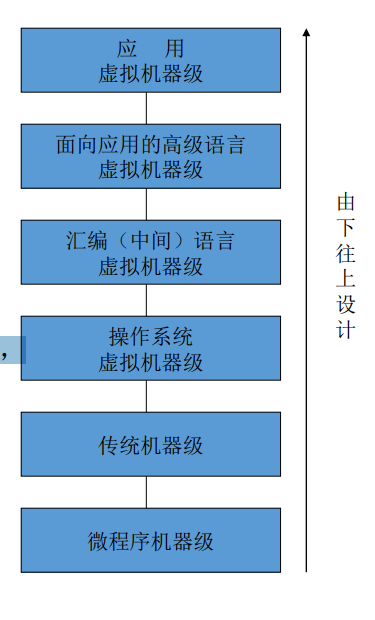 应 用
虚拟机器级
面向应用的高级语言
虚拟机器级
汇编（中间）语言
虚拟机器级
操作系统
虚拟机器级
传统机器级
微程序机器级
由下往上设计
，